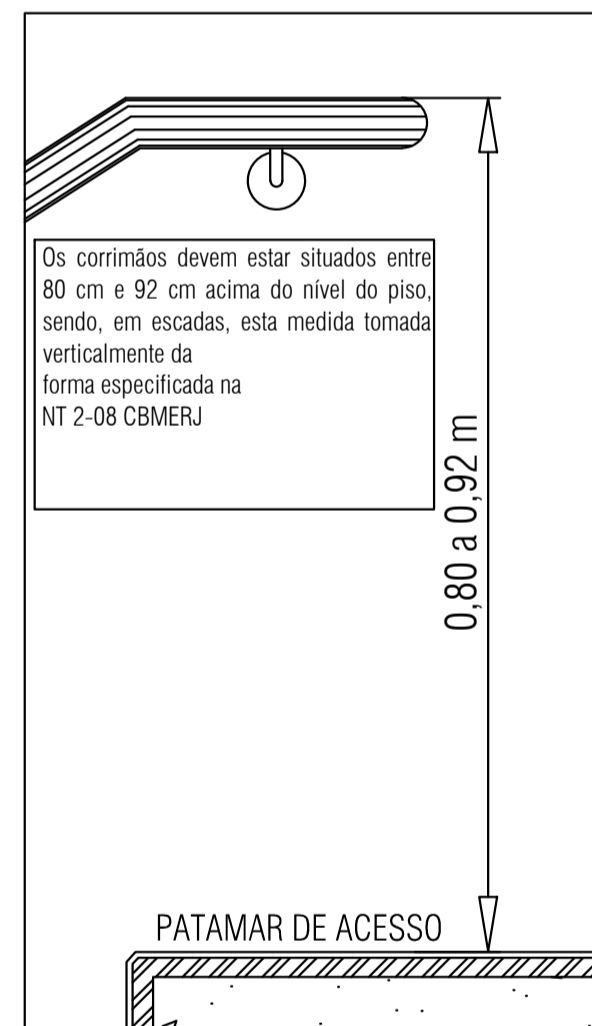 Os corrimãos devem estar situados entre
80 cm e 92 cm acima do nível do piso,
sendo, em escadas, esta medida tomada
verticalmente da
forma especificada na
NT 2-08 CBMERJ
0,80 a 0,92 m
PATAMAR DE ACESSO